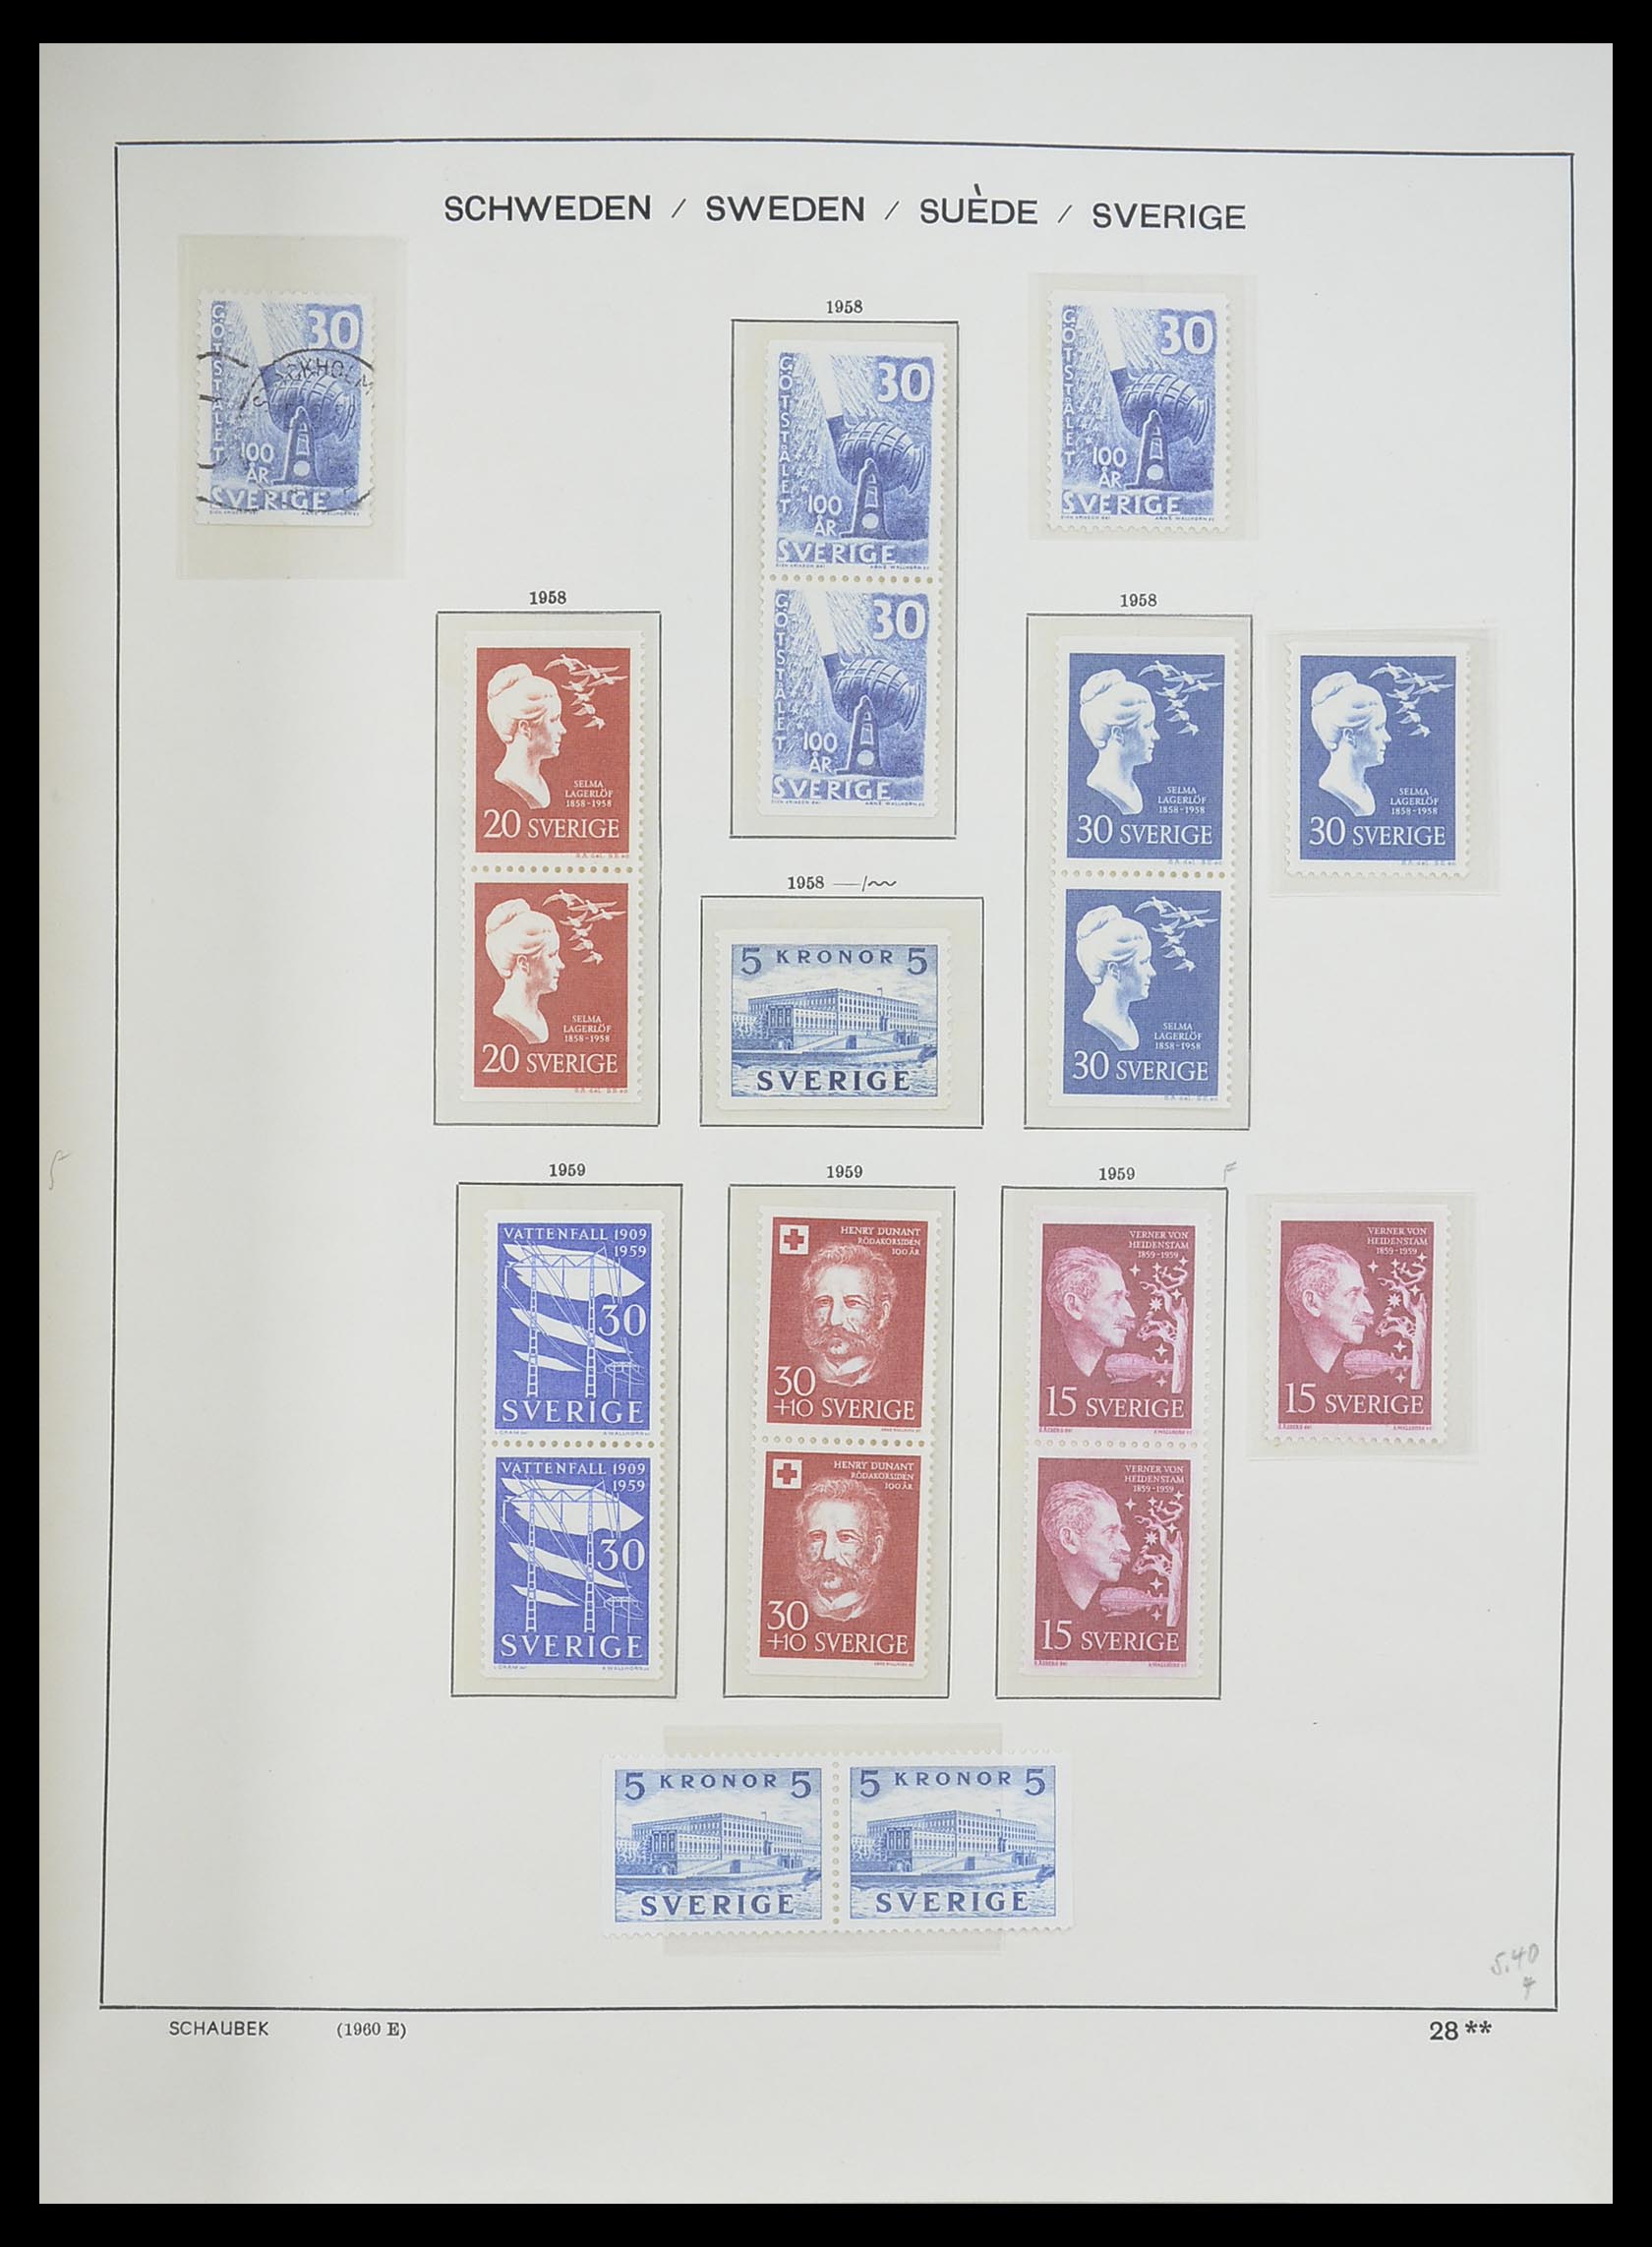 SCHWEDEN / SWEDEN / SUÈDE / SVERIGE
GÖTSTÅLET
30
STOCKHOLM
100
ÅR
SVERIGE
1958
GÖTSTÅLET
30
100
ÅR
SVERIGE
GÖTSTÅLET
30
100
ÅR
SVERIGE
GÖTSTÅLET
30
100
ÅR
SVERIGE
1958
SELMA
LAGERLÖF
1858-1958
20 SVERIGE
SELMA
LAGERLÖF
1858-1958
20 SVERIGE
1958
5 KRONOR 5
SVERIGE
1958
SELMA
LAGERLÖF
1858-1958
30 SVERIGE
SELMA
LAGERLÖF
1858-1958
30 SVERIGE
SELMA
LAGERLÖF
1858-1958
30 SVERIGE
1959
VATTENFALL 1909
1959
30
SVERIGE
VATTENFALL 1909
1959
30
SVERIGE
1959
HENRY DUNANT
RÖDAKORSIDEN
100 ÅR
30
+10 SVERIGE
HENRY DUNANT
RÖDAKORSIDEN
100 ÅR
30
+10 SVERIGE
1959
F
VERNER VON
HEIDENSTAM
1859-1959
15 SVERIGE
VERNER VON
HEIDENSTAM
1859-1959
15 SVERIGE
VERNER VON
HEIDENSTAM
1859-1959
15 SVERIGE
5 KRONOR 5
SVERIGE
5 KRONOR 5
SVERIGE
5.40
SCHAUBEK (1960 E) 28**